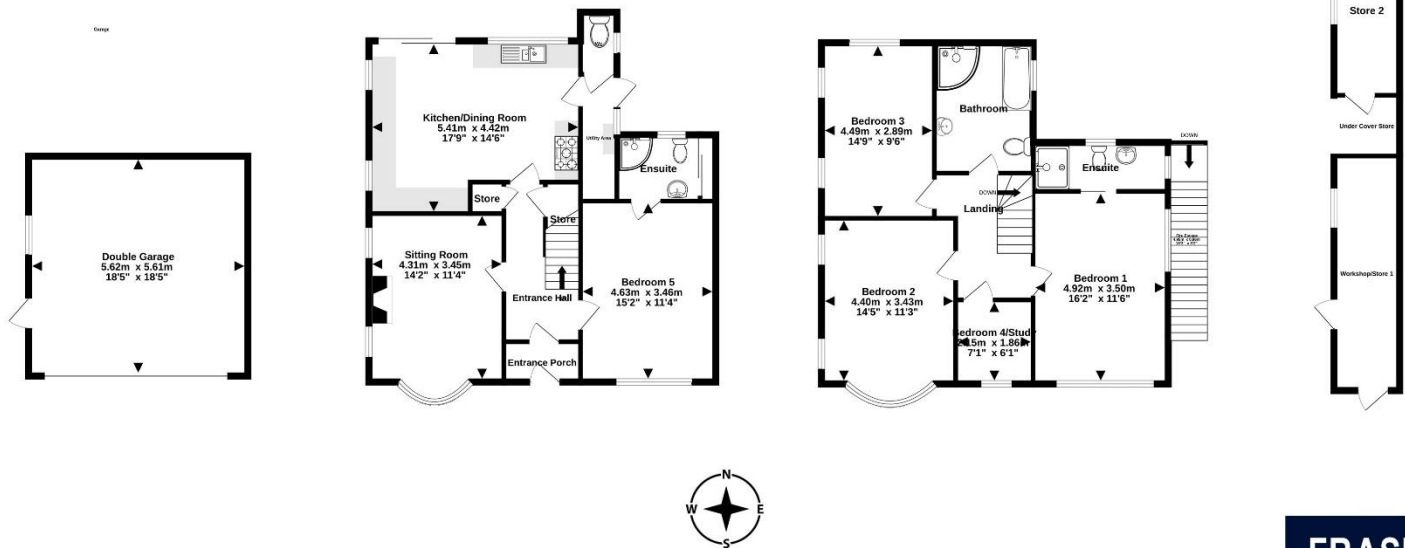 Garage
Double Garage
5.62m x 5.61m
18'5" x 18'5"
Kitchen/Dining Room
5.41m x 4.42m
17'9" x 14'6"
Utility Area
Ensuite
Store
Store
Sitting Room
4.31m x 3.45m
14'2" x 11'4"
Entrance Hall
Bedroom 5
4.63m x 3.46m
15'2" x 11'4"
Entrance Porch
Bathroom
Bedroom 3
4.49m x 2.89m
14'9" x 9'6"
DOWN
Ensuite
DOWN
Landing
Bedroom 2
4.40m x 3.43m
14'5" x 11'3"
Bedroom 1
4.92m x 3.50m
16'2" x 11'6"
Bedroom 4/Study
2.15m x 1.86m
7'1" x 6'1"
Store 2
Under Cover Store
Workshop/Store 1
N
W E
S